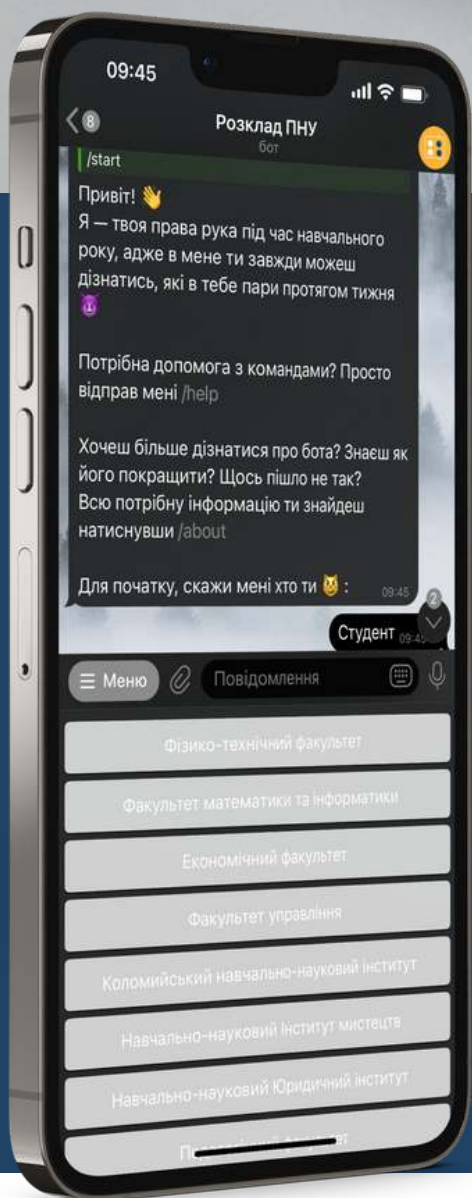 09:45
8
Розклад ПНУ
бот
/start
Привіт! 👋
Я — твоя права рука під час навчального
року, адже в мене ти завжди можеш
дізнатись, які в тебе пари протягом тижня
😈
Потрібна допомога з командами? Просто
відправ мені /help
Хочеш більше дізнатися про бота? Знаєш як
його покращити? Щось пішло не так?
Всю потрібну інформацію ти знайдеш
натиснувши /about
Для початку, скажи мені хто ти 😼 :
09:45
2
Студент 09:45
Меню
Повідомлення
Фізико-технічний факультет
Факультет математики та інформатики
Економічний факультет
Факультет управління
Коломийський навчально-науковий інститут
Навчально-науковий Інститут мистецтв
Навчально-науковий Юридичний інститут